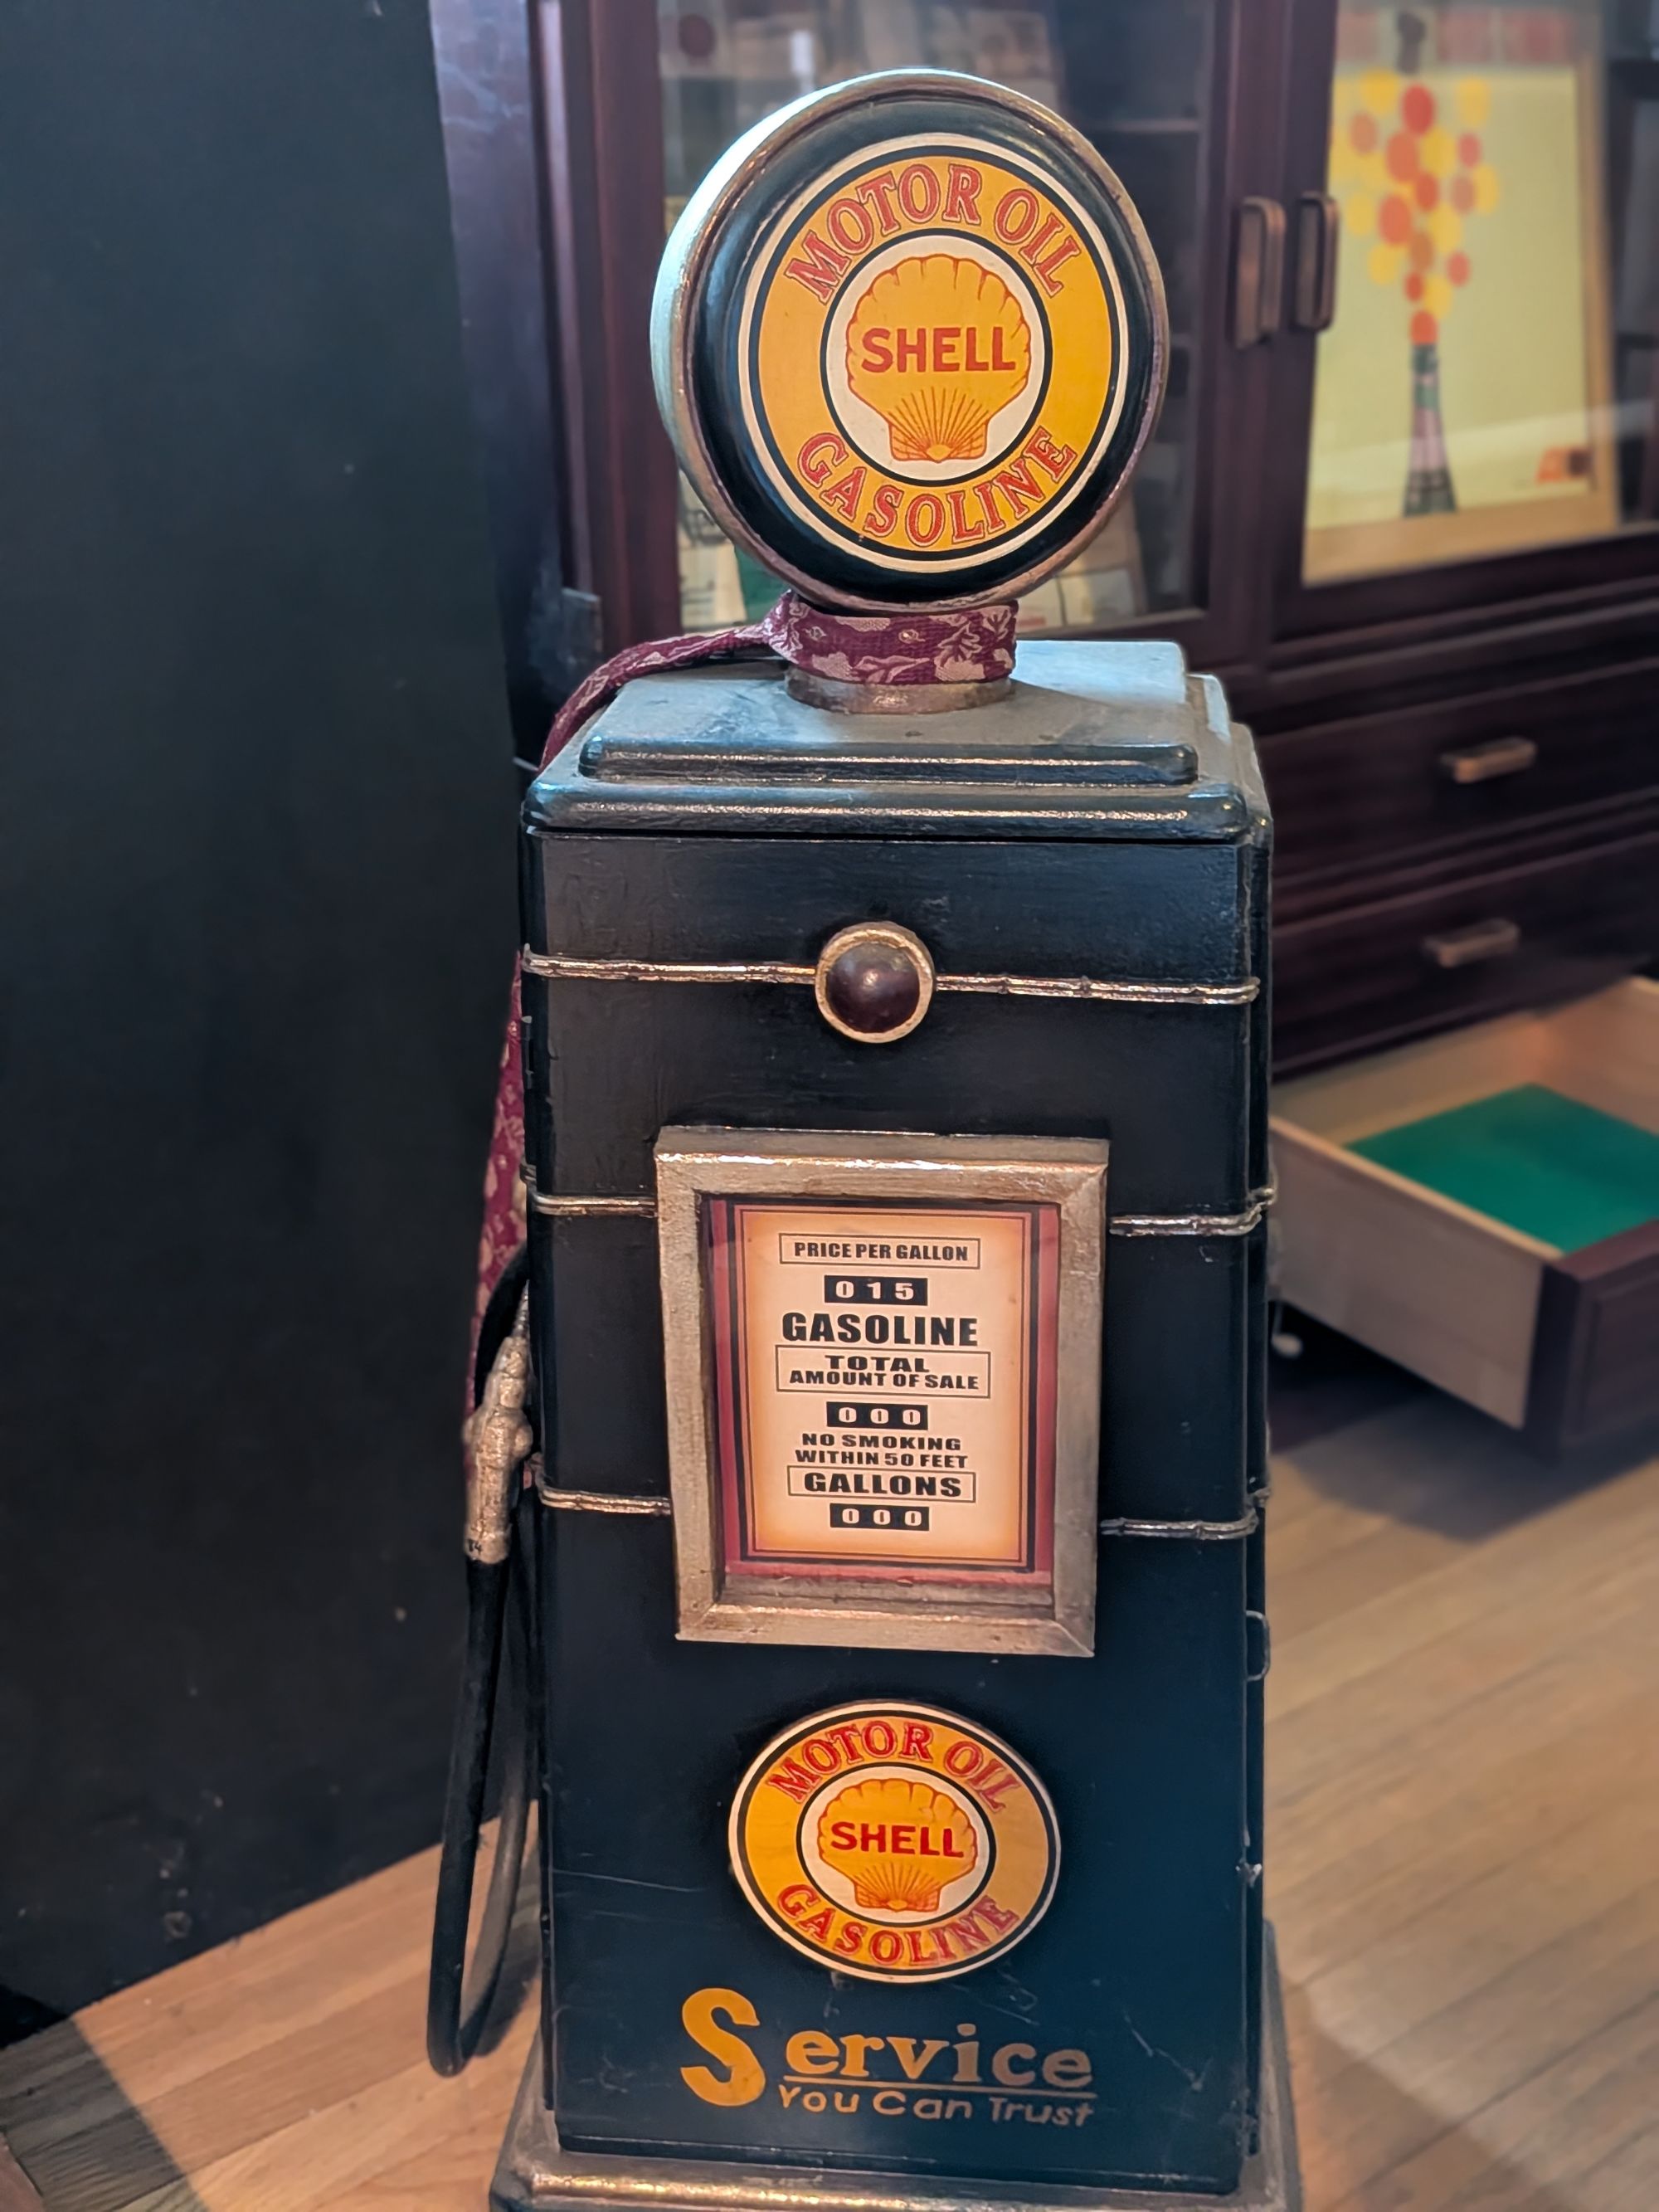 MOTOR OIL
SHELL
GASOLINE
PRICE PER GALLON
015
GASOLINE
TOTAL
AMOUNT OF SALE
000
NO SMOKING
WITHIN 50 FEET
GALLONS
000
MOTOR OIL
SHELL
GASOLINE
Service
You Can Trust